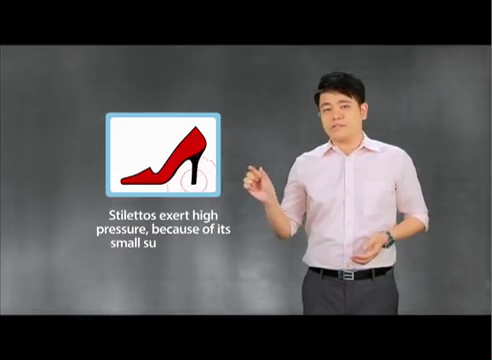 Stilettos exert high
pressure, because of its
small su